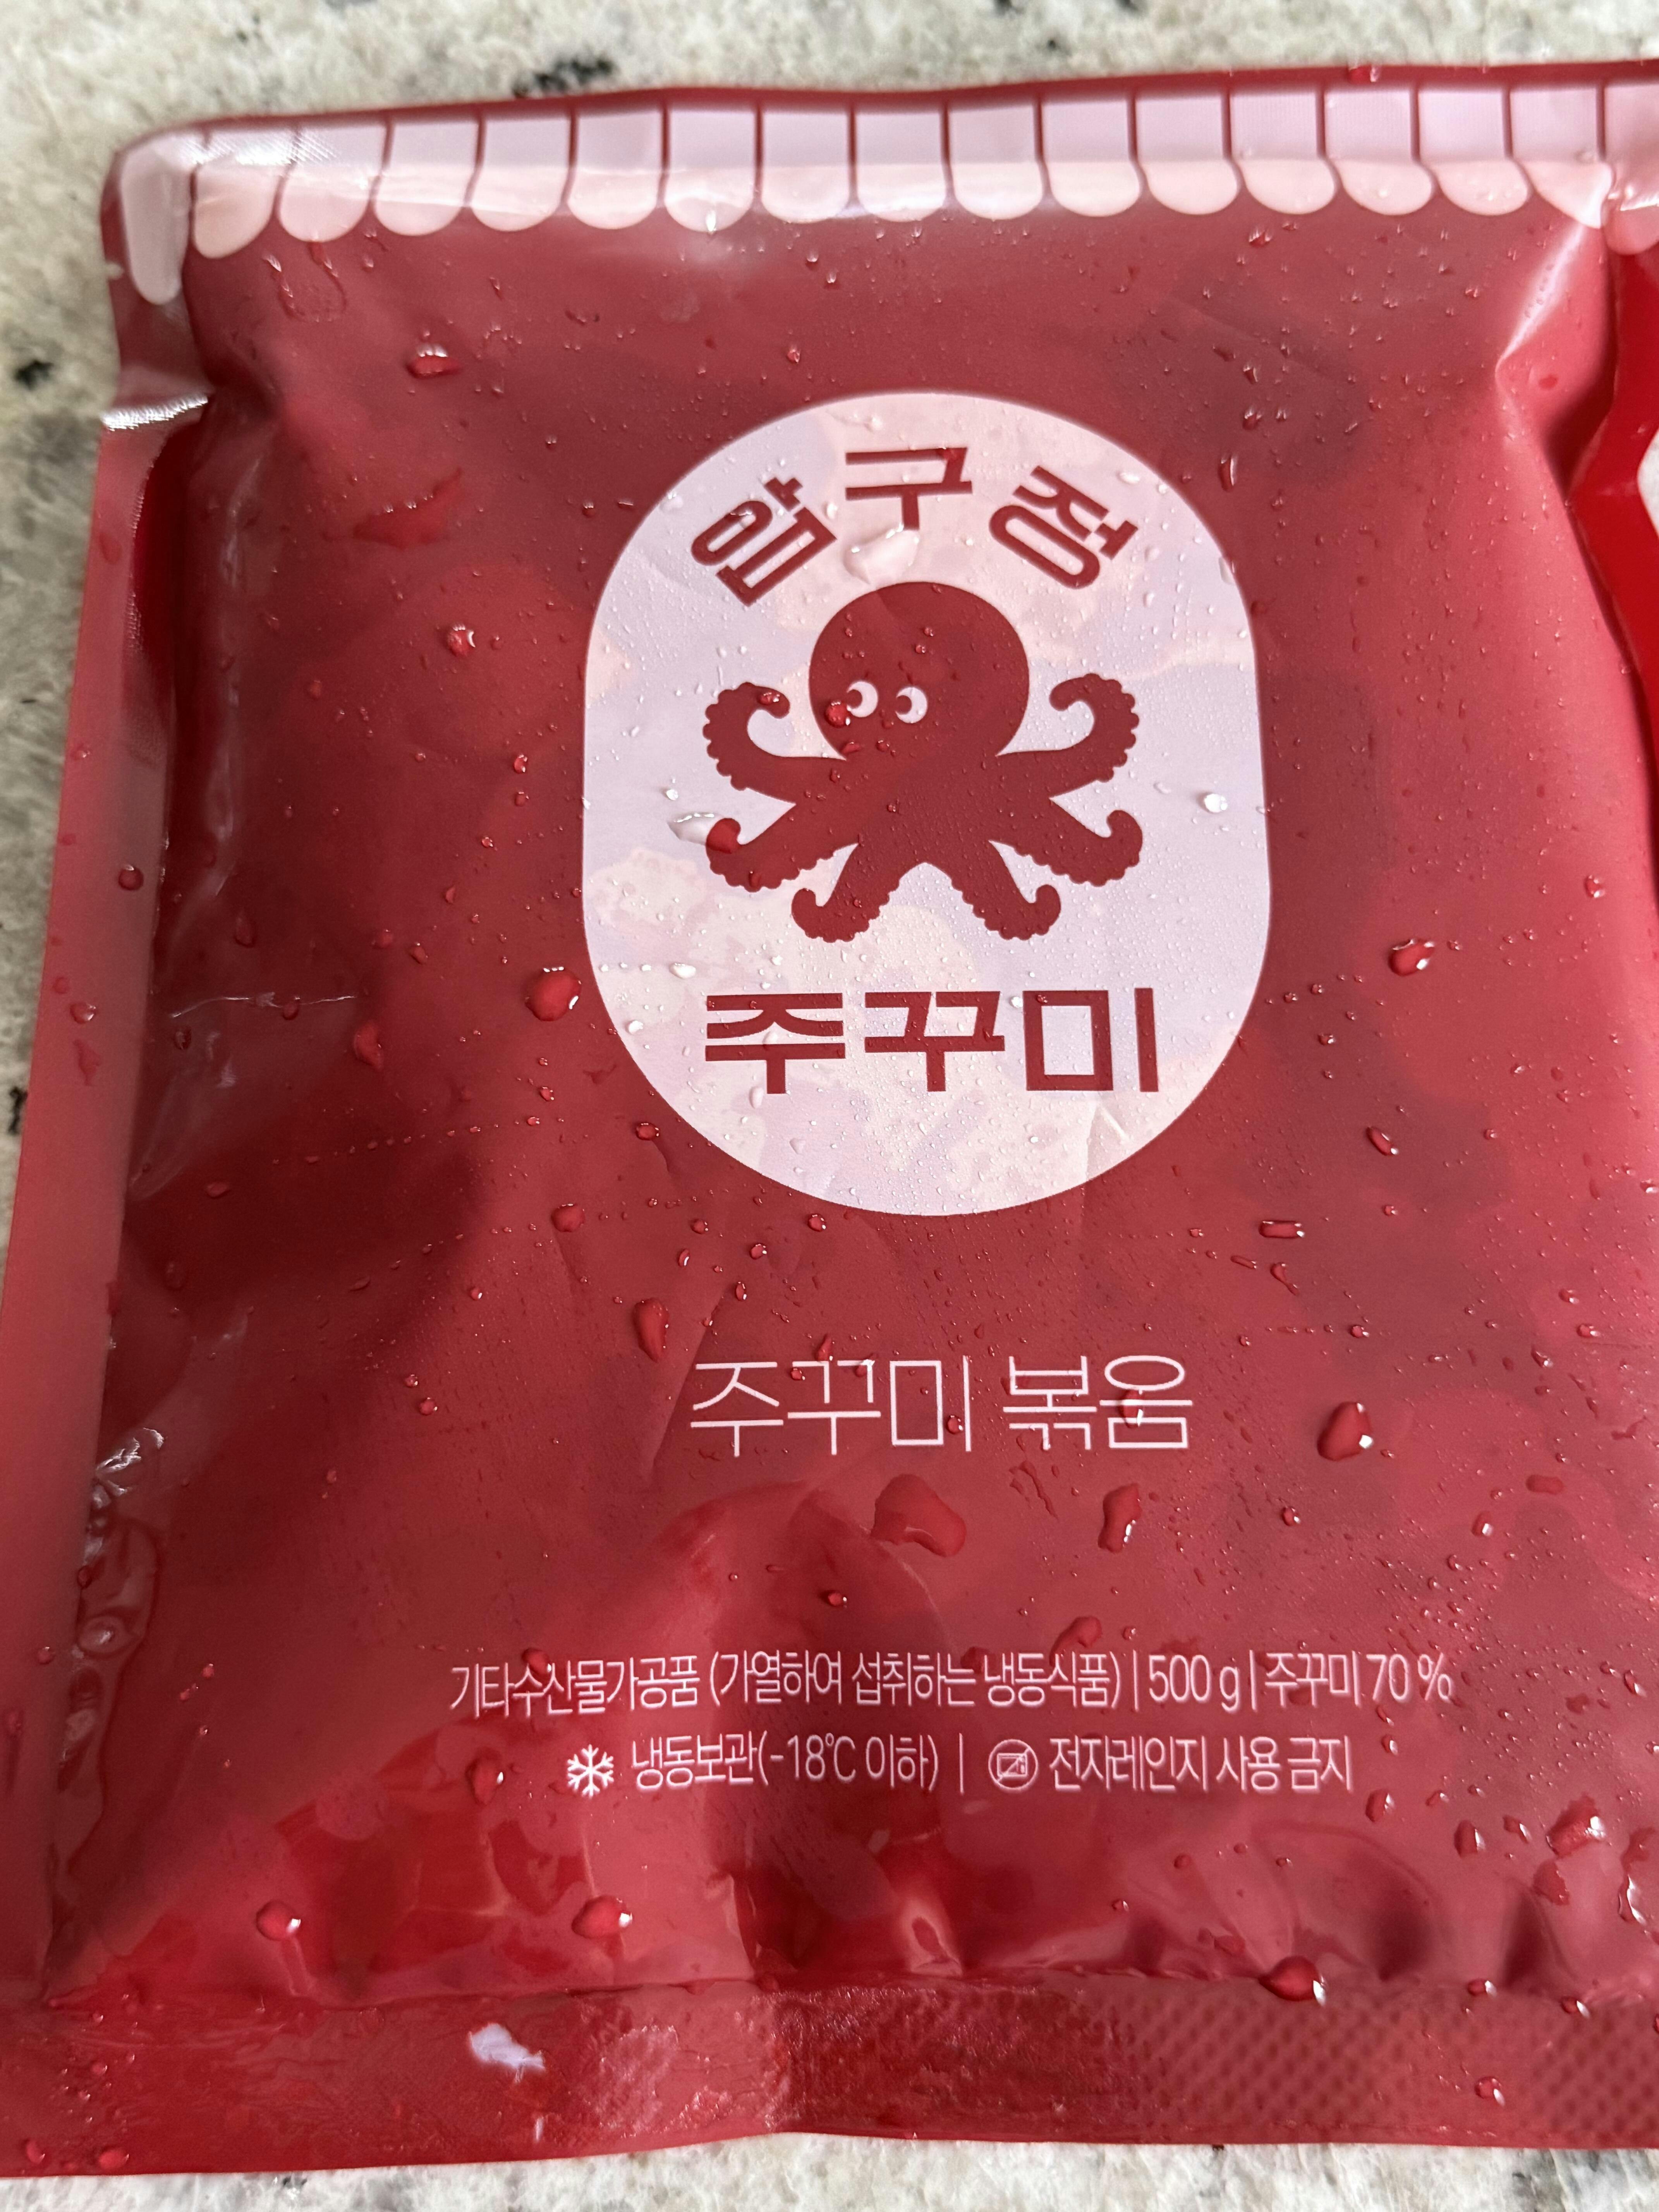 압구정
주꾸미
주꾸미 볶음
기타수산물가공품 (가열하여 섭취하는 냉동식품) | 500 g | 주꾸미 70 %
냉동보관(-18℃ 이하) | 전자레인지 사용 금지